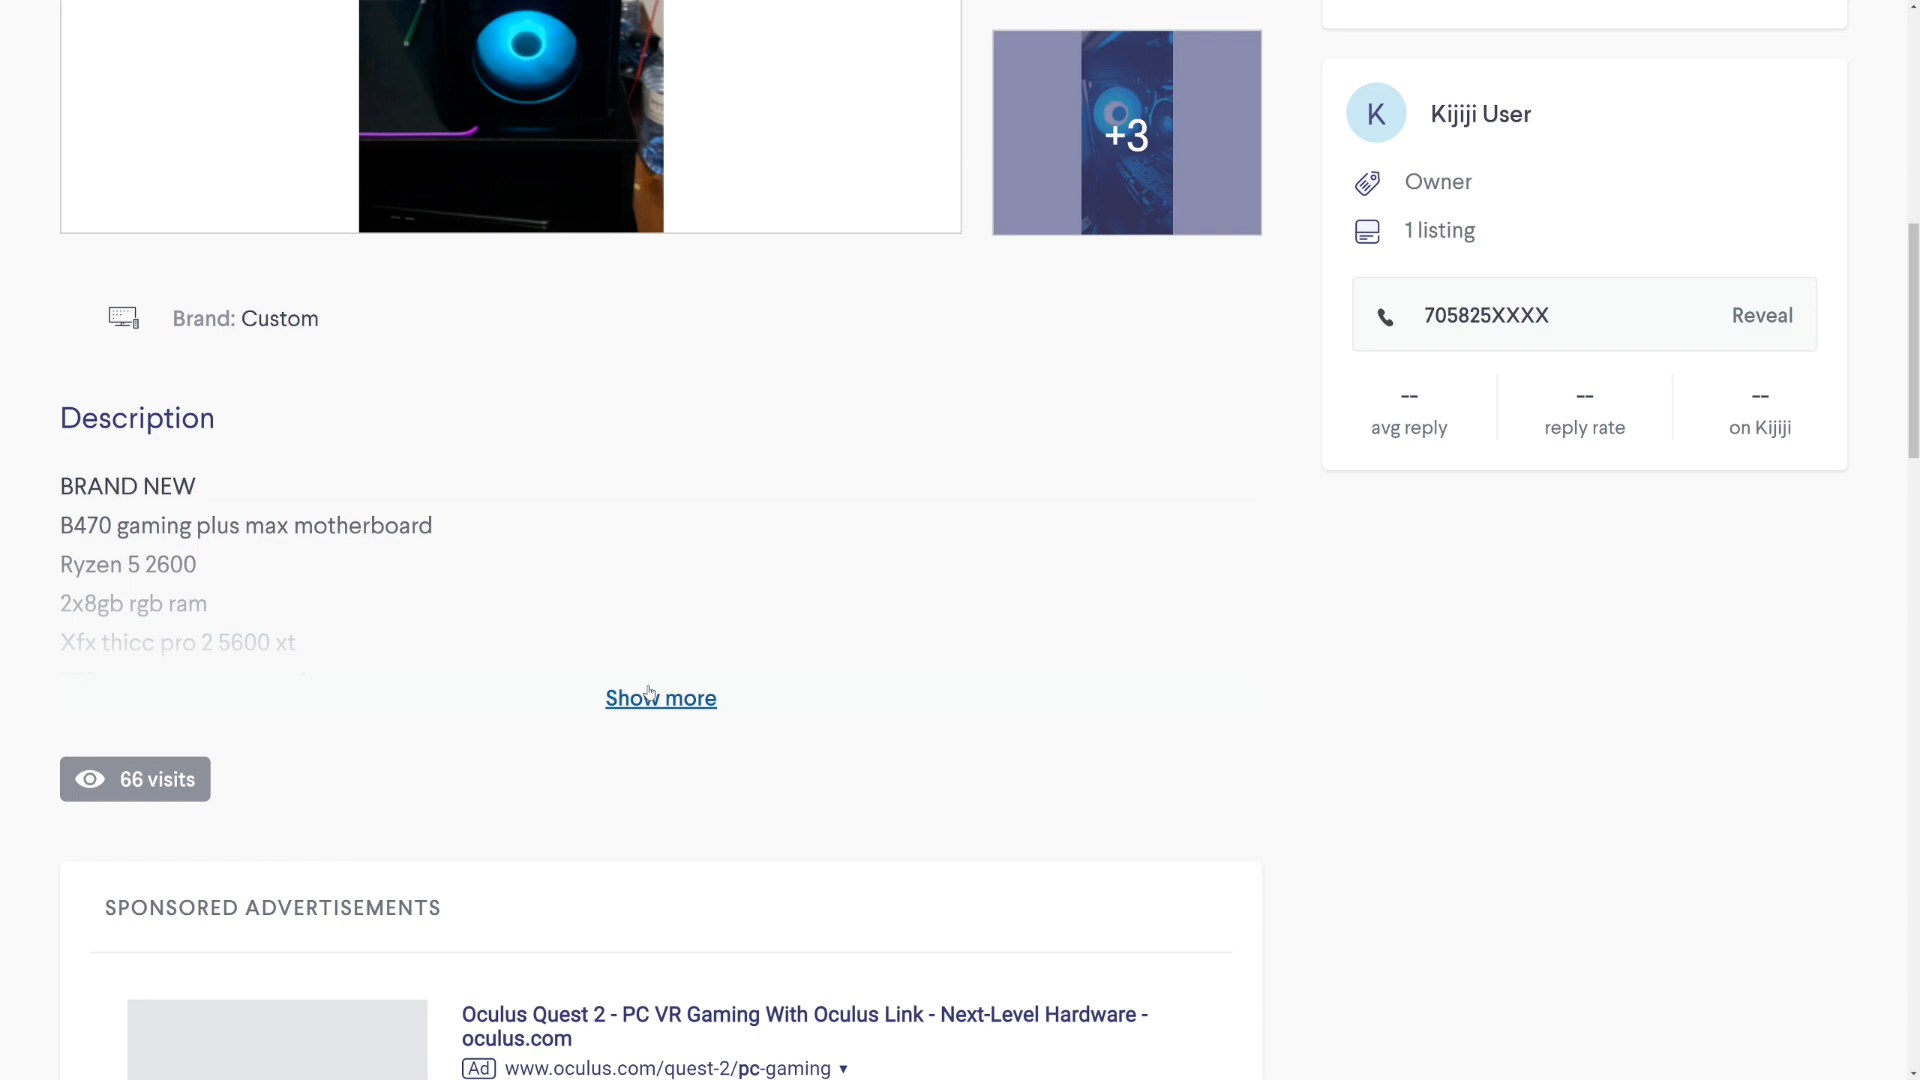 +3
K
Kijiji User
Owner
1 listing
705825XXXX Reveal
-- -- --
avg reply reply rate on Kijiji
Brand: Custom
Description
BRAND NEW
B470 gaming plus max motherboard
Ryzen 5 2600
2x8gb rgb ram
Xfx thicc pro 2 5600 xt
Show more
66 visits
SPONSORED ADVERTISEMENTS
Oculus Quest 2 - PC VR Gaming With Oculus Link - Next-Level Hardware -
oculus.com
Ad www.oculus.com/quest-2/pc-gaming ▼